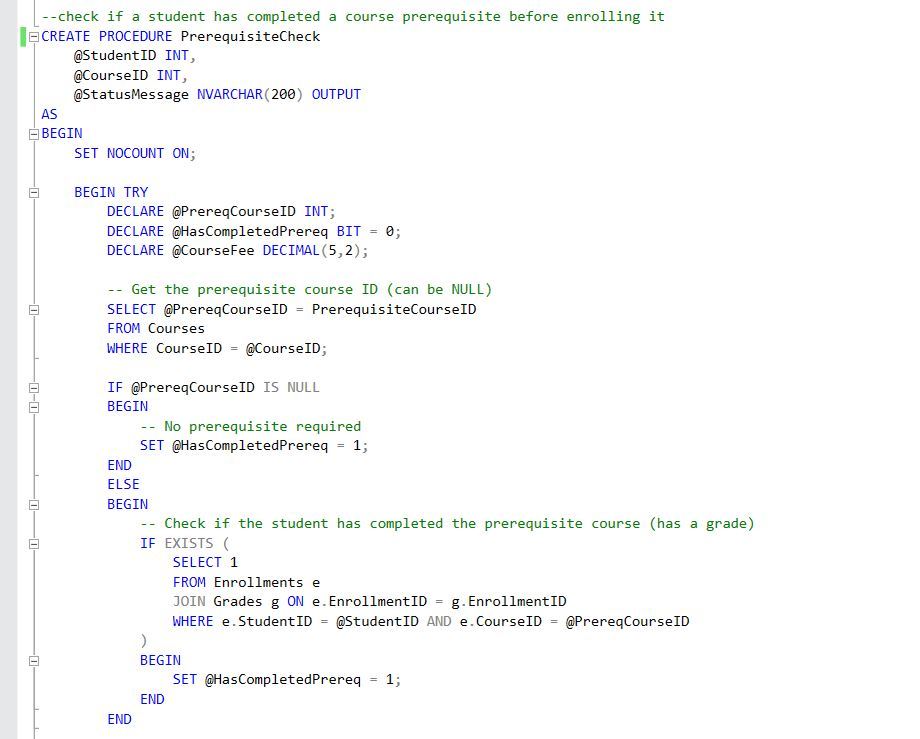 --check if a student has completed a course prerequisite before enrolling it
CREATE PROCEDURE PrerequisiteCheck
@StudentID INT,
@CourseID INT,
@StatusMessage NVARCHAR(200) OUTPUT
AS
BEGIN
SET NOCOUNT ON;
BEGIN TRY
DECLARE @PrereqCourseID INT;
DECLARE @HasCompletedPrereq BIT = 0;
DECLARE @CourseFee DECIMAL(5,2);
-- Get the prerequisite course ID (can be NULL)
SELECT @PrereqCourseID = PrerequisiteCourseID
FROM Courses
WHERE CourseID = @CourseID;
IF @PrereqCourseID IS NULL
BEGIN
-- No prerequisite required
SET @HasCompletedPrereq = 1;
END
ELSE
BEGIN
-- Check if the student has completed the prerequisite course (has a grade)
IF EXISTS (
SELECT 1
FROM Enrollments e
JOIN Grades g ON e.EnrollmentID = g.EnrollmentID
WHERE e.StudentID = @StudentID AND e.CourseID = @PrereqCourseID
)
BEGIN
SET @HasCompletedPrereq = 1;
END
END